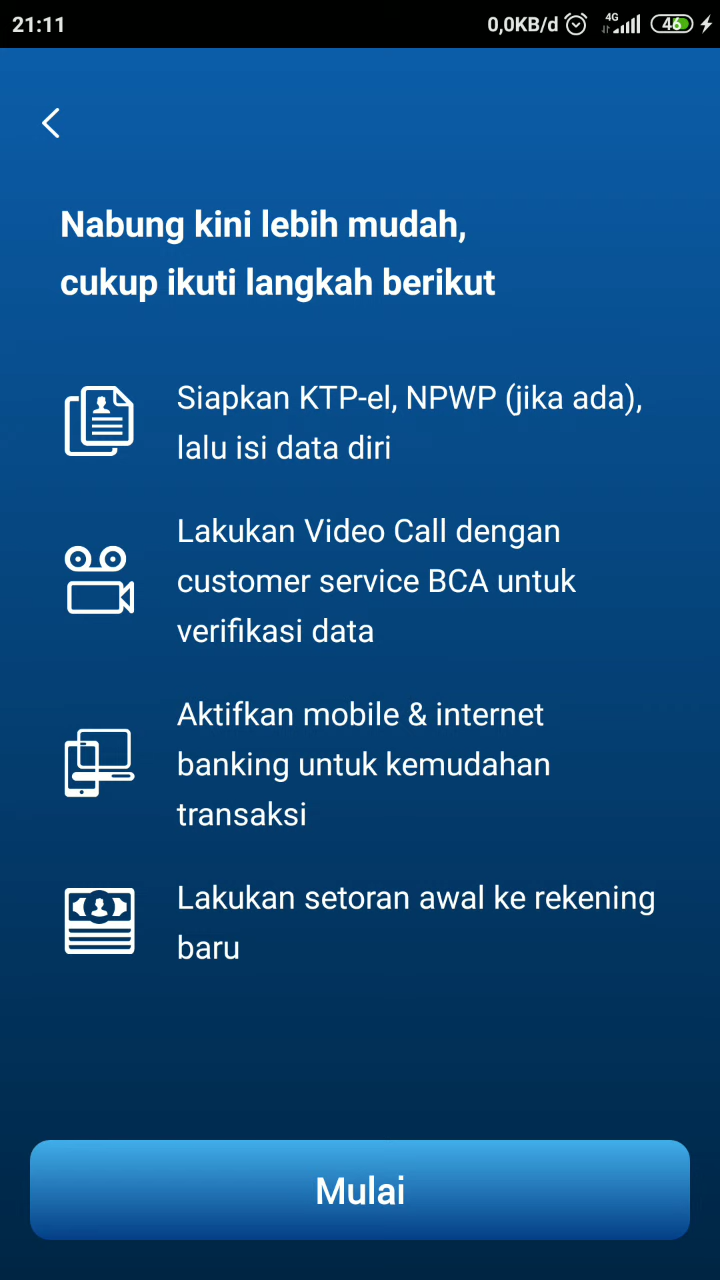 21:11 0,0KB/d 4G 46
Nabung kini lebih mudah,
cukup ikuti langkah berikut
Siapkan KTP-el, NPWP (jika ada),
lalu isi data diri
Lakukan Video Call dengan
customer service BCA untuk
verifikasi data
Aktifkan mobile & internet
banking untuk kemudahan
transaksi
Lakukan setoran awal ke rekening
baru
Mulai